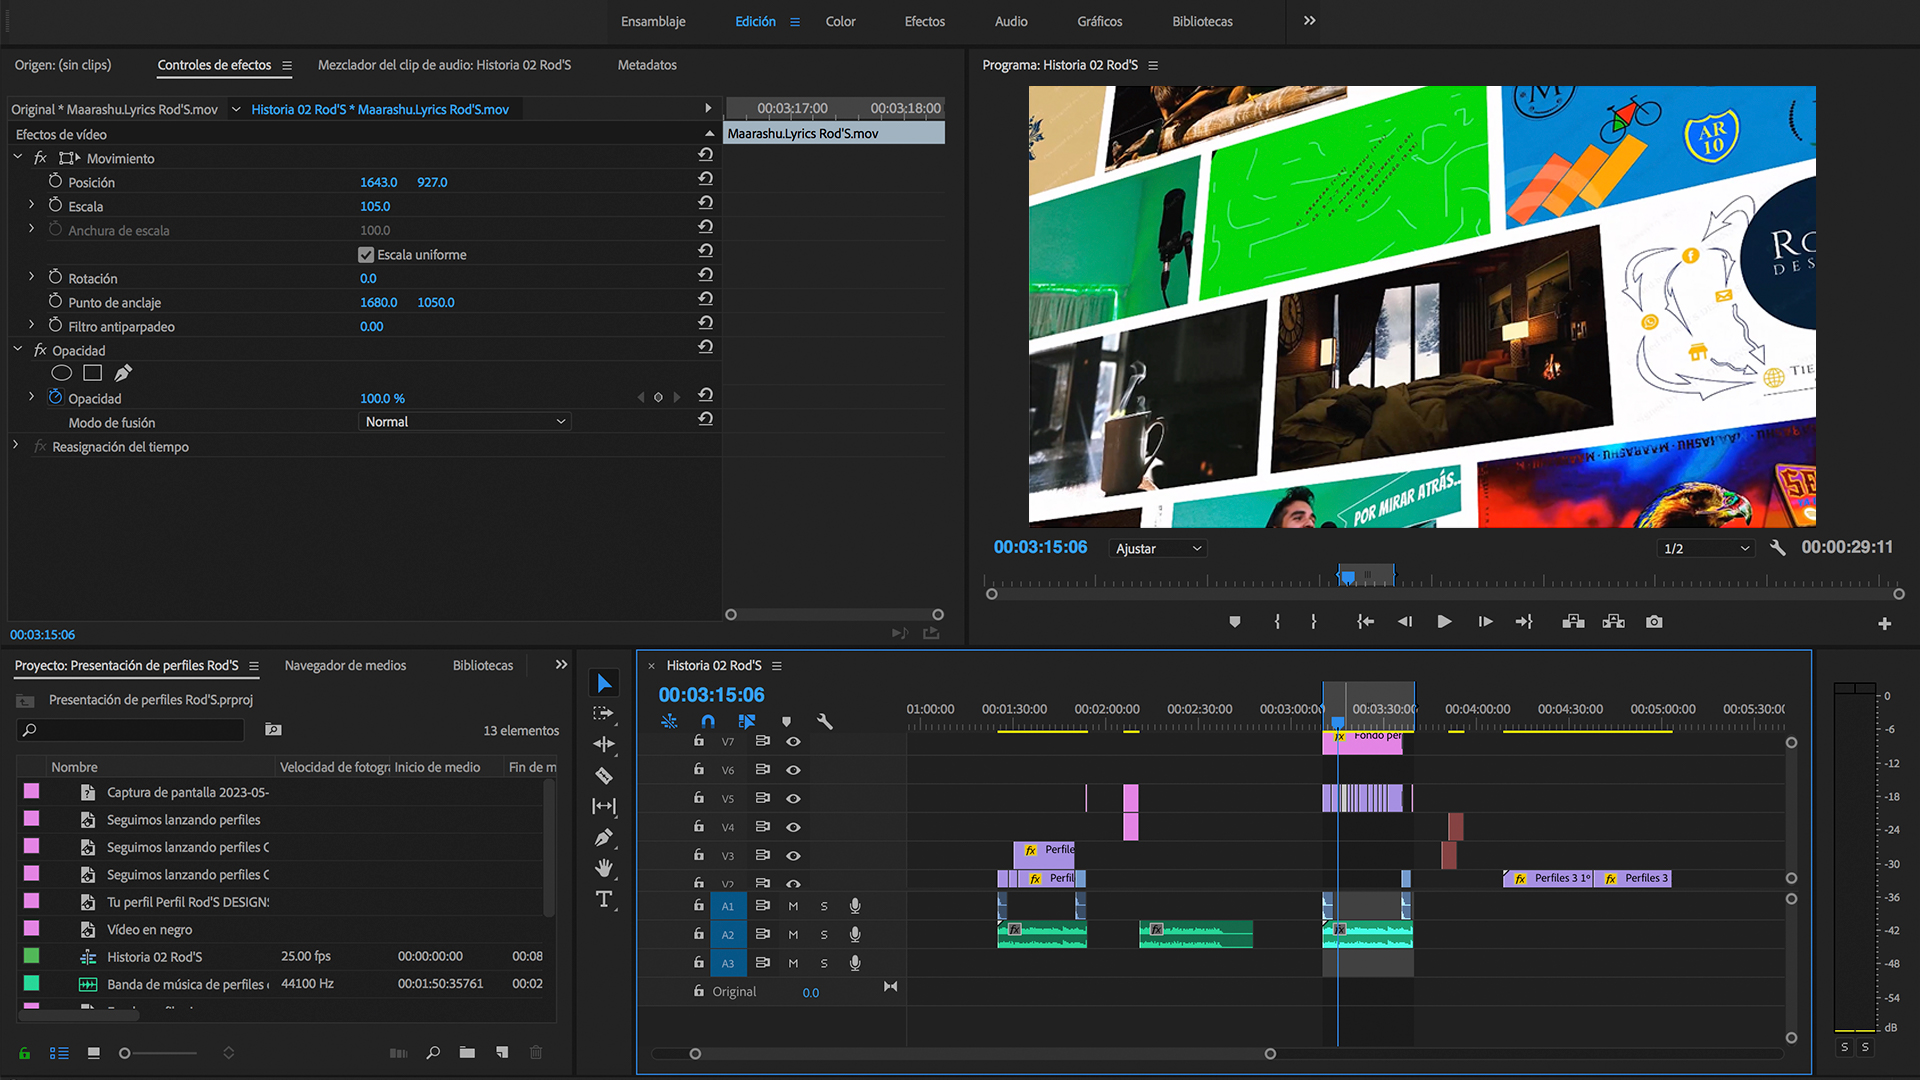 Ensamblaje
Edición
Color
Efectos
Audio
Gráficos
Bibliotecas
Origen: (sin clips)
Controles de efectos
Mezclador del clip de audio: Historia 02 Rod'S
Metadatos
Original * Maarashu.Lyrics Rod'S.mov
Historia 02 Rod'S * Maarashu.Lyrics Rod'S.mov
00:03:17:00
00:03:18:00
Efectos de vídeo
Maarashu.Lyrics Rod'S.mov
fx Movimiento
Posición 1643.0 927.0
Escala 105.0
Anchura de escala 100.0
Escala uniforme
Rotación 0.0
Punto de anclaje 1680.0 1050.0
Filtro antiparpadeo 0.00
fx Opacidad
Opacidad 100.0 %
Modo de fusión Normal
fx Reasignación del tiempo
00:03:15:06
Programa: Historia 02 Rod'S
M
AR
10
Ro
DES
TIE
MAARASHU · MAARASHU
POR MIRAR ATRÁS..
SE
00:03:15:06
Ajustar
1/2
00:00:29:11
Proyecto: Presentación de perfiles Rod'S
Navegador de medios
Bibliotecas
Presentación de perfiles Rod'S.prproj
13 elementos
Nombre
Velocidad de fotogra
Inicio de medio
Fin de m
Captura de pantalla 2023-05-
Seguimos lanzando perfiles
Seguimos lanzando perfiles C
Seguimos lanzando perfiles C
Tu perfil Perfil Rod'S DESIGN
Vídeo en negro
Historia 02 Rod'S 25.00 fps 00:00:00:00 00:08
Banda de música de perfiles 44100 Hz 00:01:50:35761 00:02
T
Historia 02 Rod'S
00:03:15:06
01:00:00
00:01:30:00
00:02:00:00
00:02:30:00
00:03:00:00
00:03:30:00
00:04:00:00
00:04:30:00
00:05:00:00
00:05:30:00
V7
fx Fondo per
V6
V5
V4
V3
fx Perfile
V2
fx Perfil
fx Perfiles 3 1º
fx Perfiles 3
A1 M S
A2 M S
fx
fx
fx
A3 M S
Original 0.0
0
-6
-12
-18
-24
-30
-36
-42
-48
-54
dB
S S